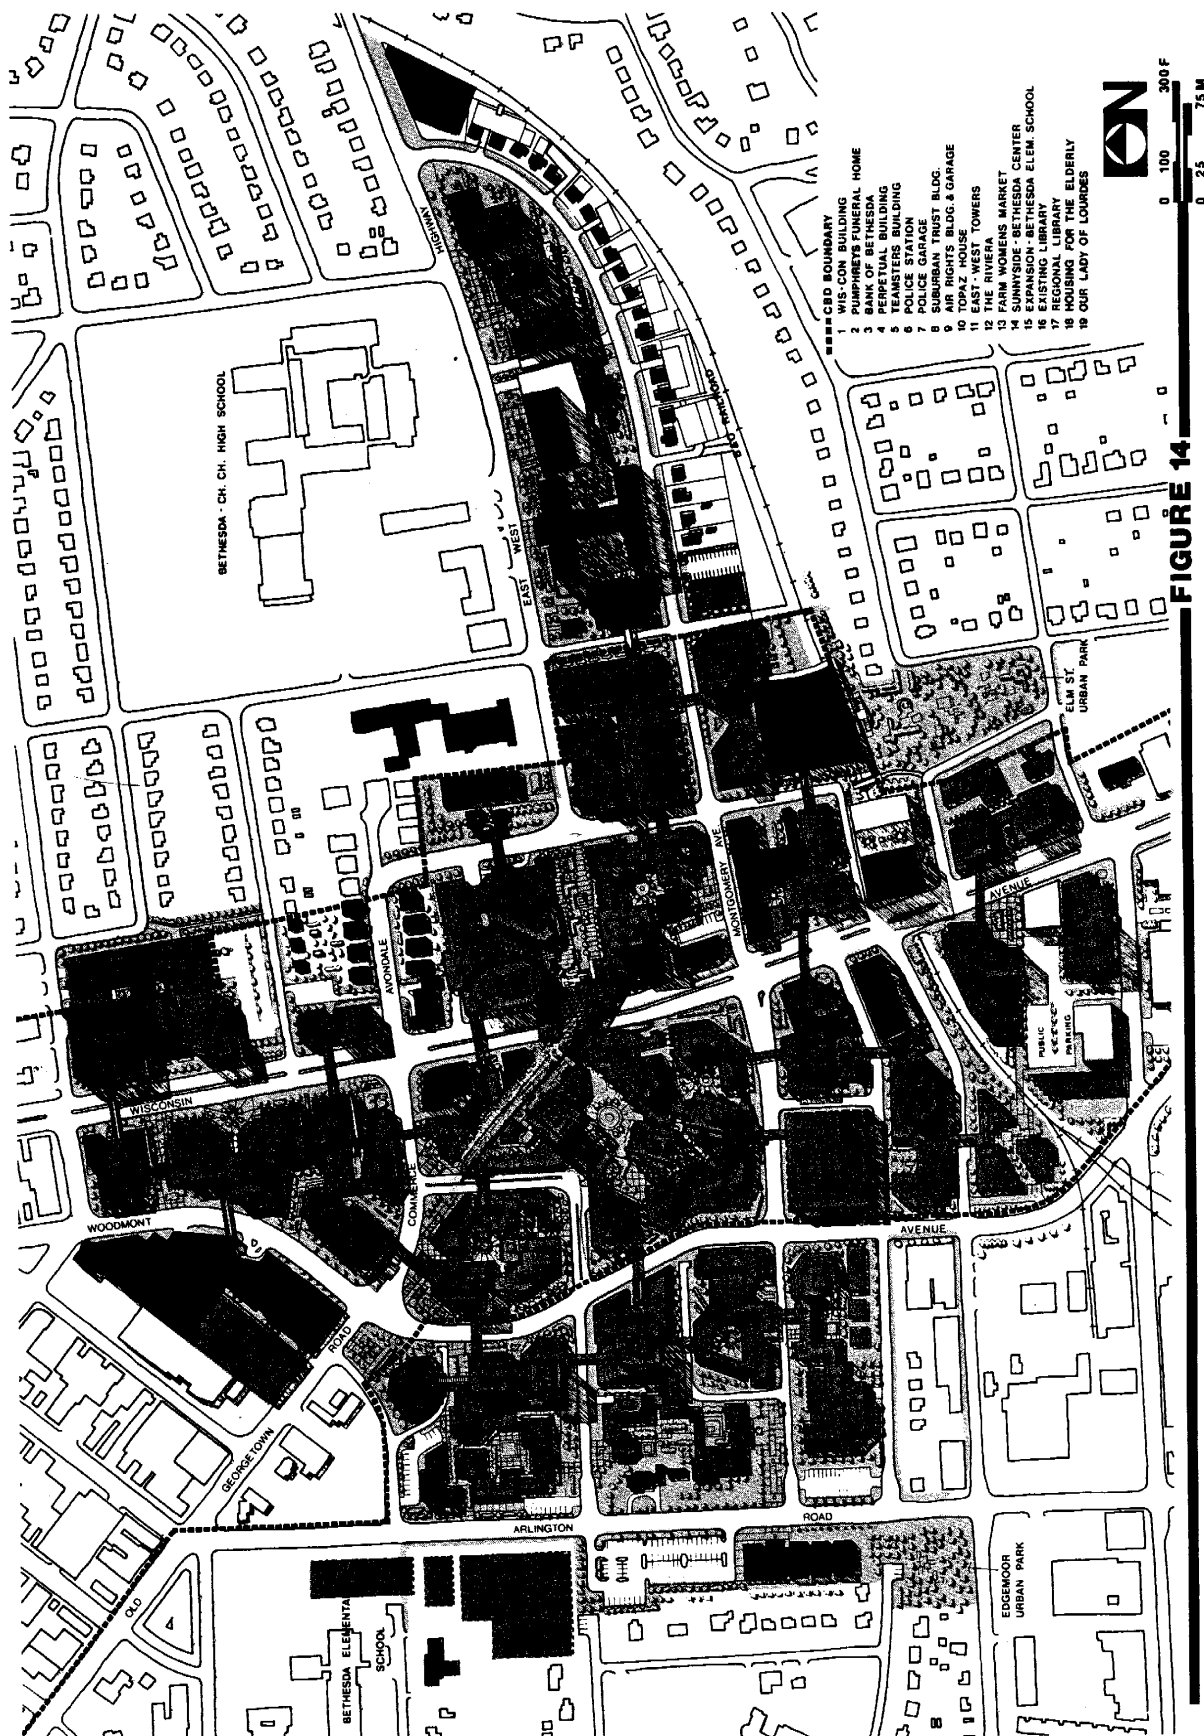 CBD BOUNDARY
1 WIS-CON BUILDING
2 PUMPHREYS FUNERAL HOME
3 BANK OF BETHESDA
4 PERPETUAL BUILDING
5 TEAMSTERS BUILDING
6 POLICE STATION
7 POLICE GARAGE
8 SUBURBAN TRUST BLDG.
9 AIR RIGHTS BLDG. & GARAGE
10 TOPAZ HOUSE
11 EAST-WEST TOWERS
12 THE RIVIERA
13 FARM WOMENS MARKET
14 SUNNYSIDE-BETHESDA CENTER
15 EXPANSION-BETHESDA ELEM. SCHOOL
16 EXISTING LIBRARY
17 REGIONAL LIBRARY
18 HOUSING FOR THE ELDERLY
19 OUR LADY OF LOURDES
N
0 100 300F
0 25 75M
FIGURE 14
BETHESDA - CH. CH. HIGH SCHOOL
EAST WEST HIGHWAY
AVONDALE
MONTGOMERY AVE.
ELM ST.
URBAN PARK
WISCONSIN
AVENUE
PUBLIC
PARKING
WOODMONT
AVENUE
COMMERCE
OLD
GEORGETOWN
ROAD
ARLINGTON
ROAD
BETHESDA ELEMENTA
SCHOOL
EDGEMOOR
URBAN PARK